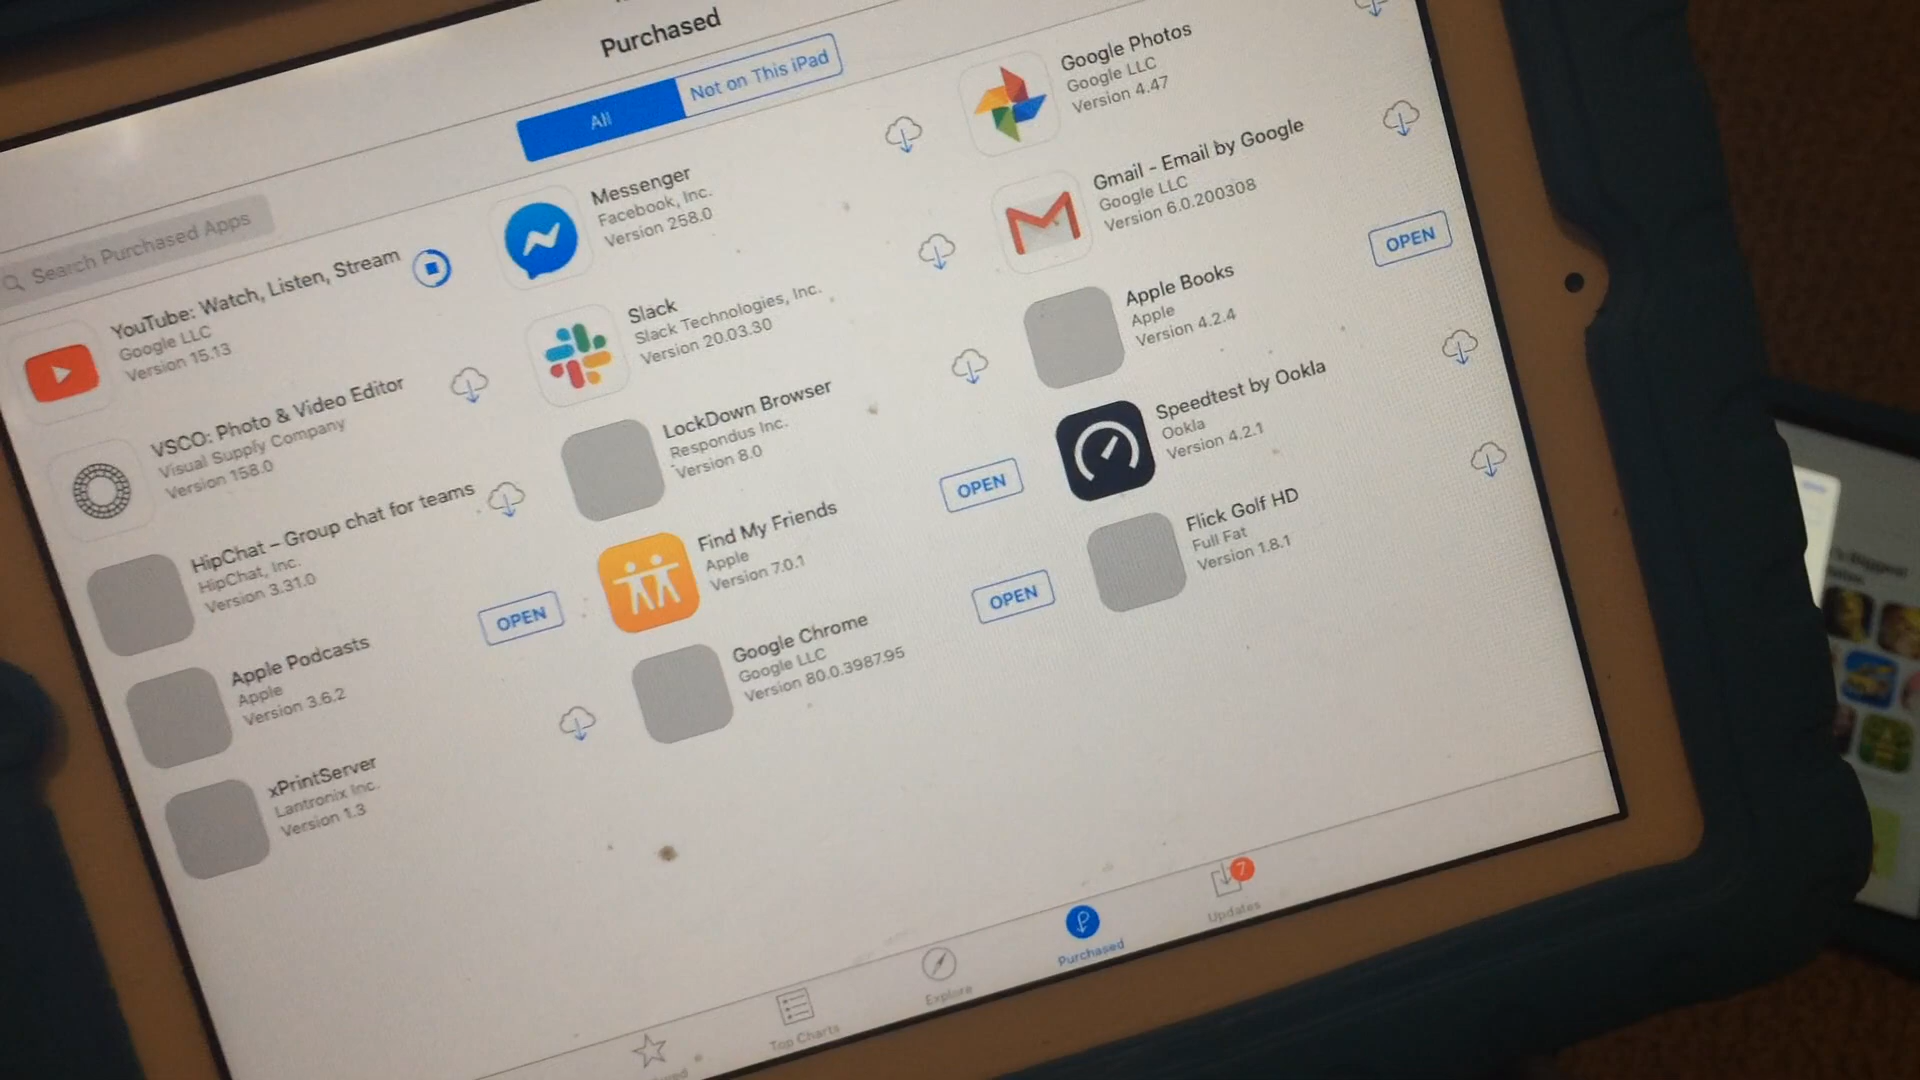 Purchased
All
Not on This iPad
Search Purchased Apps
YouTube: Watch, Listen, Stream
Google LLC
Version 15.13
VSCO: Photo & Video Editor
Visual Supply Company
Version 158.0
HipChat – Group chat for teams
HipChat, Inc.
Version 3.31.0
Apple Podcasts
Apple
Version 3.6.2
OPEN
xPrintServer
Lantronix Inc.
Version 1.3
Messenger
Facebook, Inc.
Version 258.0
Slack
Slack Technologies, Inc.
Version 20.03.30
LockDown Browser
Respondus Inc.
Version 8.0
Find My Friends
Apple
Version 7.0.1
OPEN
Google Chrome
Google LLC
Version 80.0.3987.95
OPEN
Google Photos
Google LLC
Version 4.47
Gmail - Email by Google
Google LLC
Version 6.0.200308
Apple Books
Apple
Version 4.2.4
OPEN
Speedtest by Ookla
Ookla
Version 4.2.1
Flick Golf HD
Full Fat
Version 1.8.1
Top Charts
Explore
Purchased
7
Updates